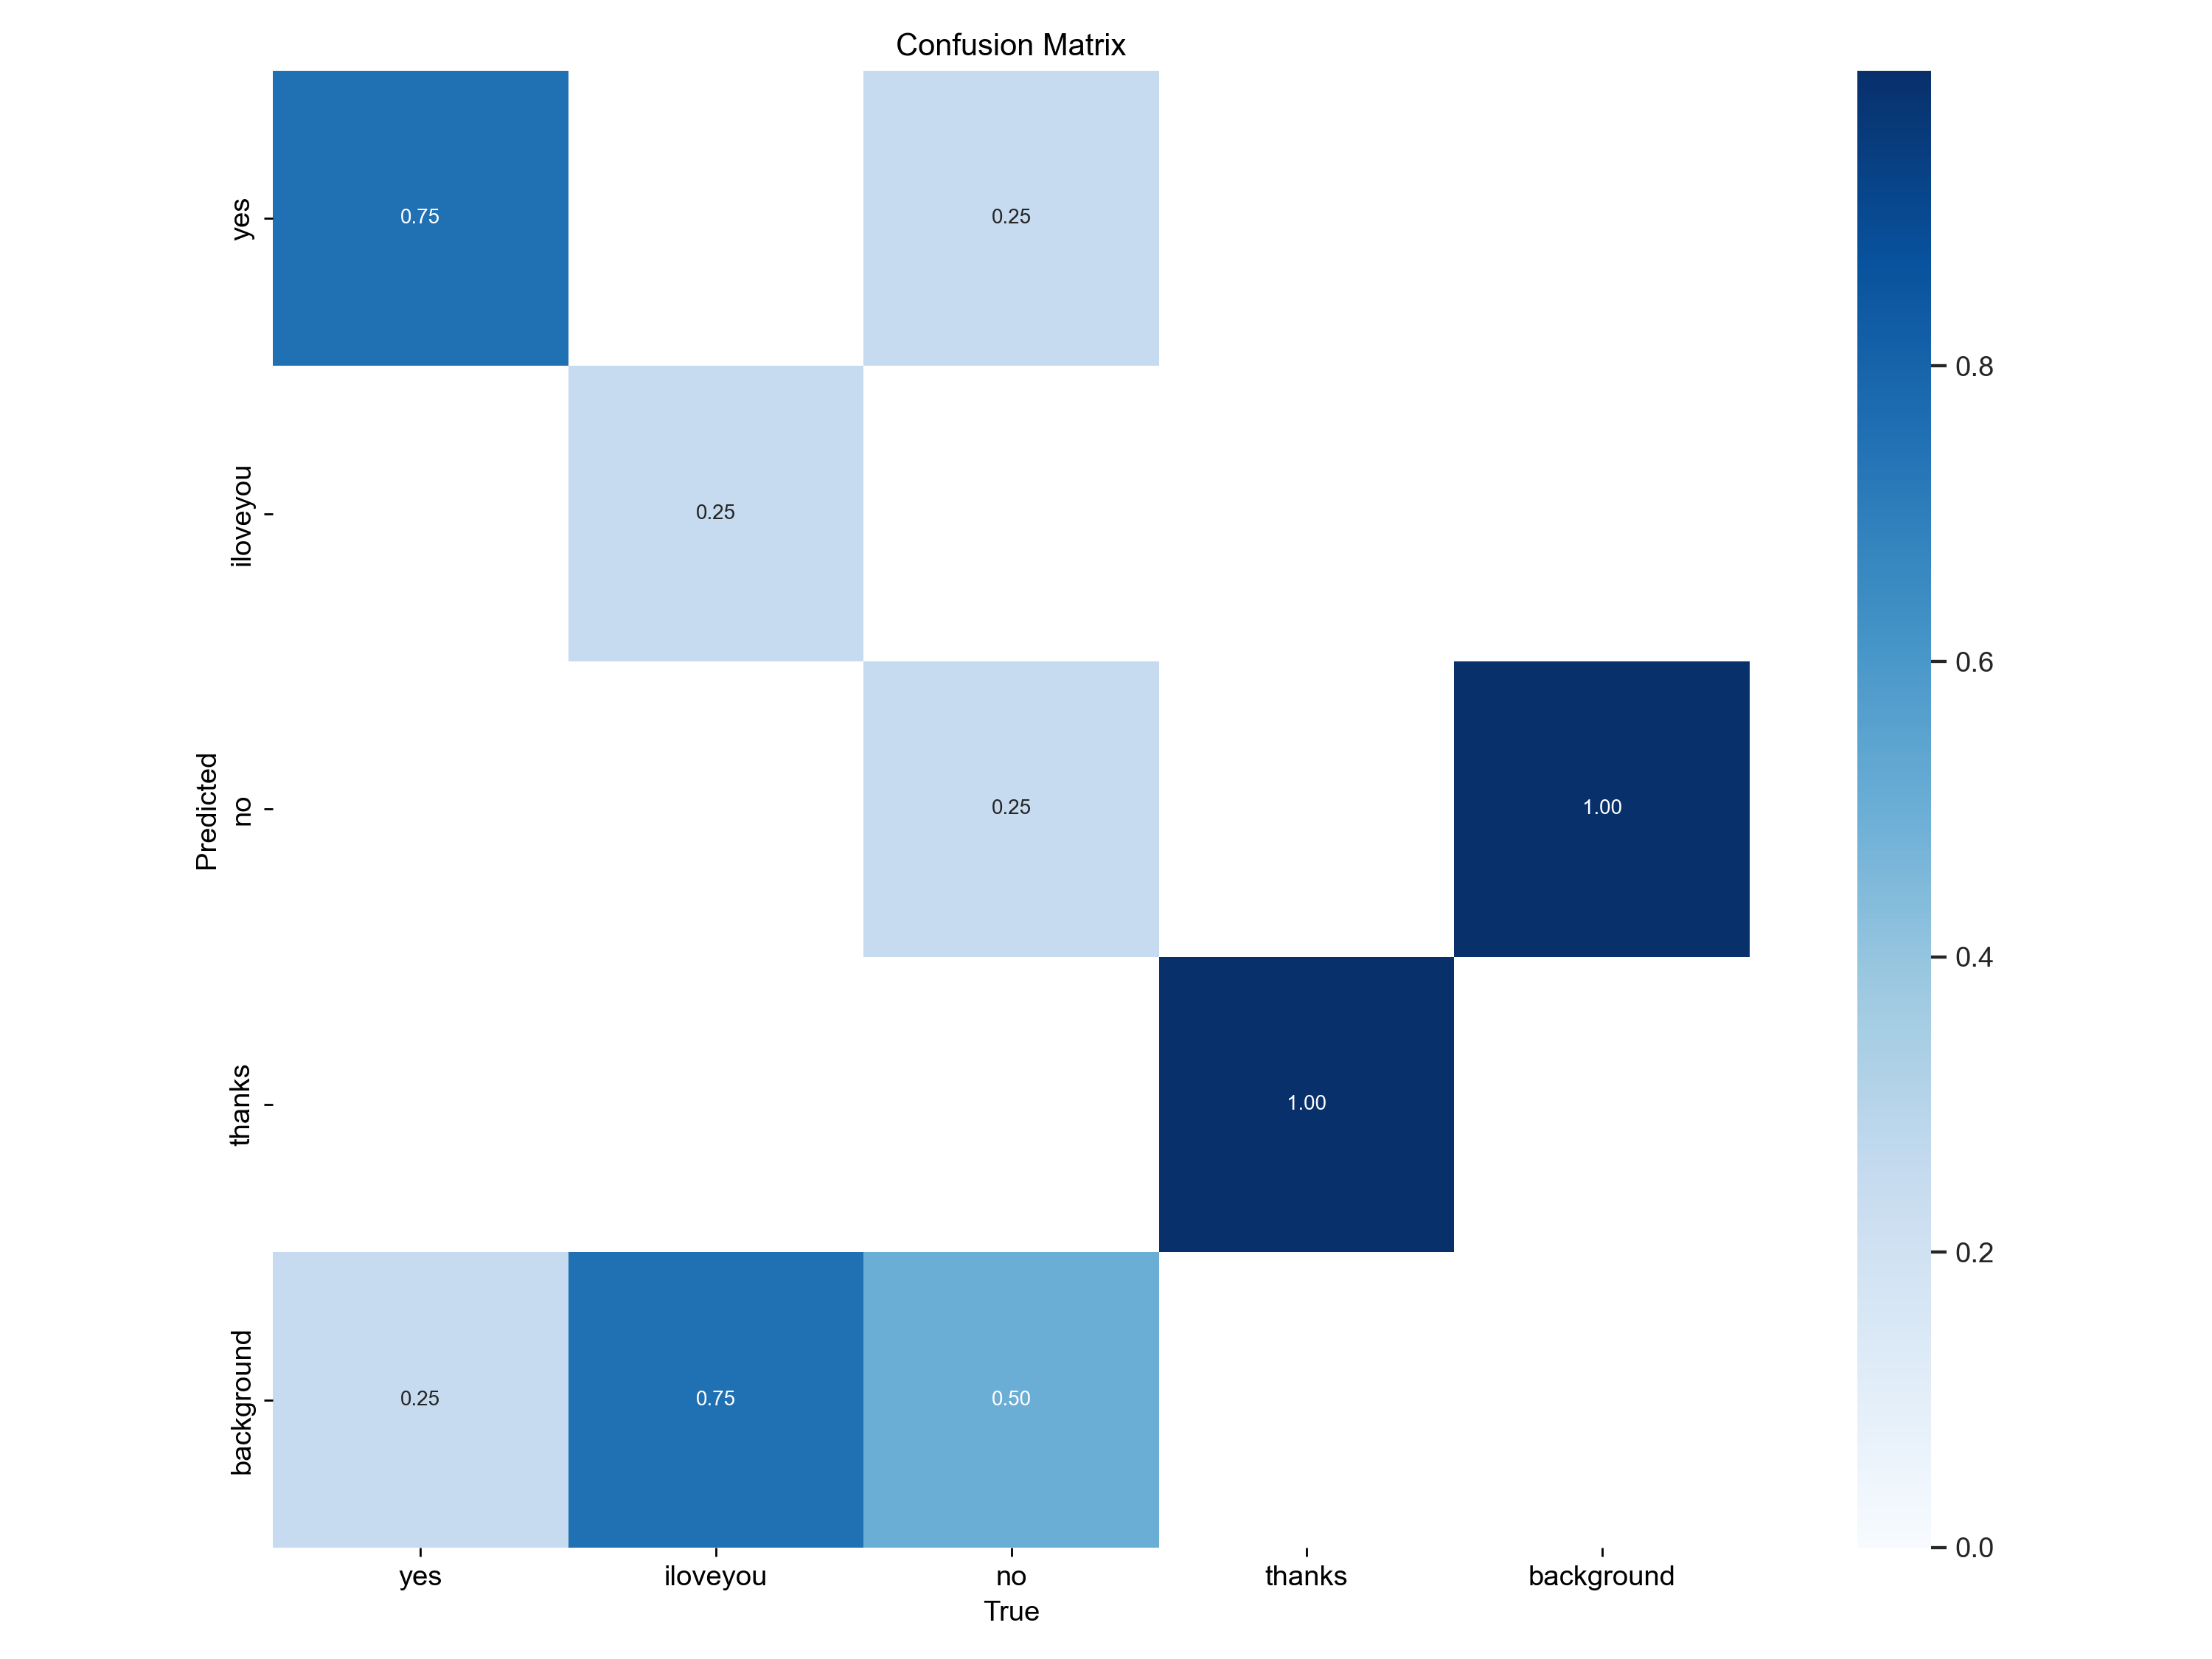 Confusion Matrix
yes
0.75
0.25
0.8
iloveyou
0.25
0.6
Predicted
no
0.25
1.00
0.4
thanks
1.00
0.2
background
0.25
0.75
0.50
0.0
yes
iloveyou
no
thanks
background
True